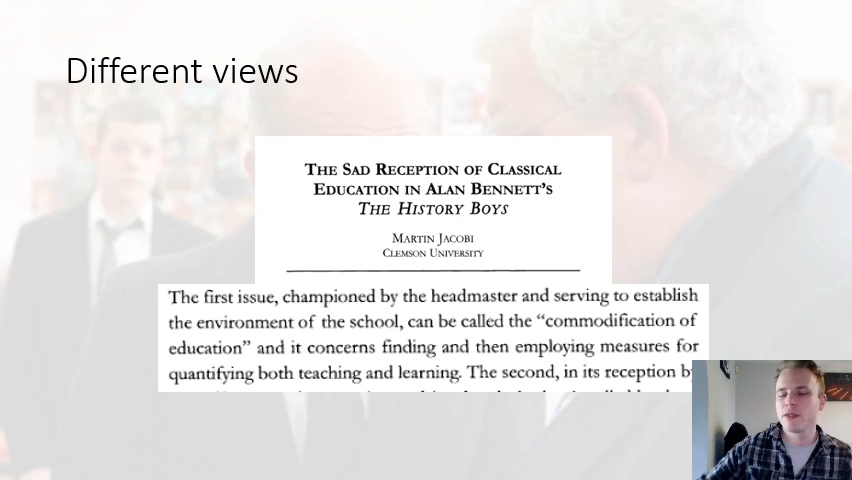 Different views
THE SAD RECEPTION OF CLASSICAL
EDUCATION IN ALAN BENNETT'S
THE HISTORY BOYS
MARTIN JACOBI
CLEMSON UNIVERSITY
The first issue, championed by the headmaster and serving to establish
the environment of the school, can be called the “commodification of
education” and it concerns finding and then employing measures for
quantifying both teaching and learning. The second, in its reception